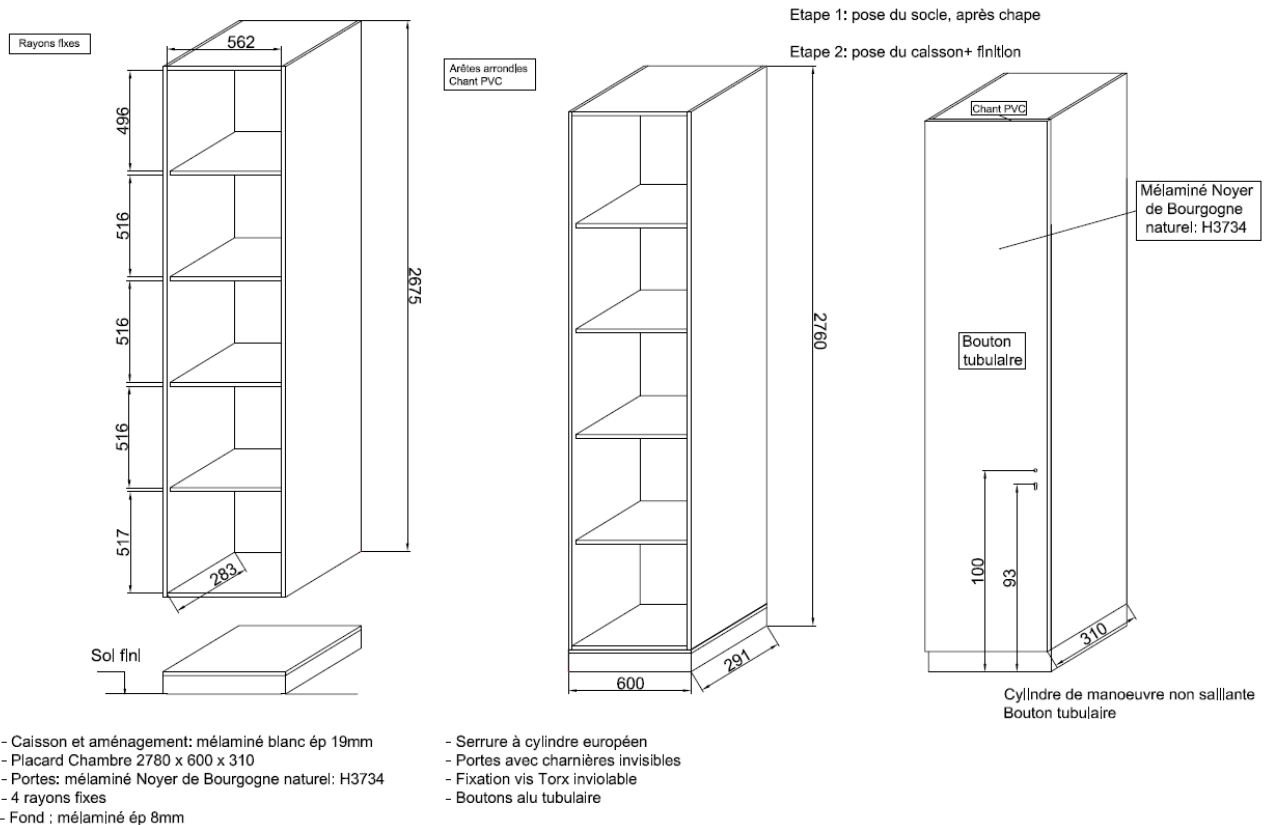 Etape 1: pose du socle, après chape
Etape 2: pose du caisson+ finition
Rayons fixes
562
496
516
516
516
517
283
2675
Sol fini
Arêtes arrondies
Chant PVC
2760
291
600
Chant PVC
Mélaminé Noyer
de Bourgogne
naturel: H3734
Bouton
tubulaire
100
93
310
Cylindre de manoeuvre non saillante
Bouton tubulaire
- Caisson et aménagement: mélaminé blanc ép 19mm
- Placard Chambre 2780 x 600 x 310
- Portes: mélaminé Noyer de Bourgogne naturel: H3734
- 4 rayons fixes
- Fond : mélaminé ép 8mm
- Serrure à cylindre européen
- Portes avec charnières invisibles
- Fixation vis Torx inviolable
- Boutons alu tubulaire